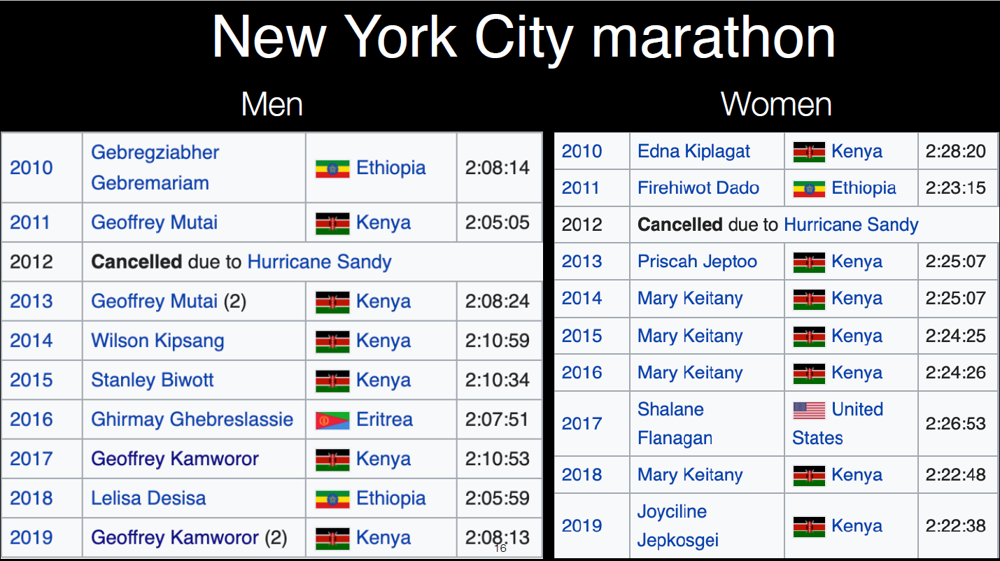 New York City marathon
Men
2010 Gebregziabher Gebremariam Ethiopia 2:08:14
2011 Geoffrey Mutai Kenya 2:05:05
2012 Cancelled due to Hurricane Sandy
2013 Geoffrey Mutai (2) Kenya 2:08:24
2014 Wilson Kipsang Kenya 2:10:59
2015 Stanley Biwott Kenya 2:10:34
2016 Ghirmay Ghebreslassie Eritrea 2:07:51
2017 Geoffrey Kamworor Kenya 2:10:53
2018 Lelisa Desisa Ethiopia 2:05:59
2019 Geoffrey Kamworor (2) Kenya 2:08:13
Women
2010 Edna Kiplagat Kenya 2:28:20
2011 Firehiwot Dado Ethiopia 2:23:15
2012 Cancelled due to Hurricane Sandy
2013 Priscah Jeptoo Kenya 2:25:07
2014 Mary Keitany Kenya 2:25:07
2015 Mary Keitany Kenya 2:24:25
2016 Mary Keitany Kenya 2:24:26
2017 Shalane Flanagan United States 2:26:53
2018 Mary Keitany Kenya 2:22:48
2019 Joyciline Jepkosgei Kenya 2:22:38
16